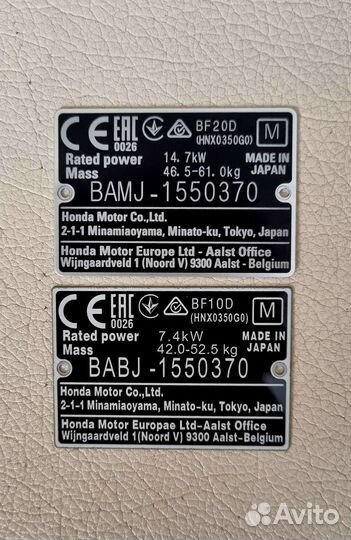 CE EAC 0026 BF20D M
(HNX0350G0)
Rated power 14.7kW MADE IN
Mass 46.5-61.0kg JAPAN
BAMJ-1550370
Honda Motor Co.,Ltd.
2-1-1 Minamiaoyama, Minato-ku, Tokyo, Japan
Honda Motor Europe Ltd - Aalst Office
Wijngaardveld 1 (Noord V) 9300 Aalst - Belgium
CE EAC 0026 BF10D M
(HNX0350G0)
Rated power 7.4kW MADE IN
Mass 42.0-52.5 kg JAPAN
BABJ-1550370
Honda Motor Co.,Ltd.
2-1-1 Minamiaoyama, Minato-ku, Tokyo, Japan
Honda Motor Europae Ltd-Aalst Office
Wijngaardveld 1(Noord V) 9300 Aalst-Belgium
Avito